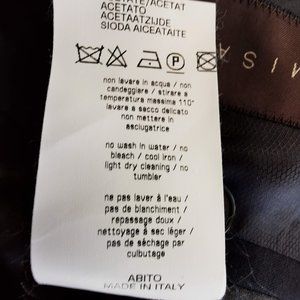 ACETATO
ACETAATZIJDE
SIODA AICEATAITE
P
non lavare in acqua / non
candeggiare / stirare a
temperatura massima 110°
lavare a secco delicato
non mettere in
asciugatrice
no wash in water / no
bleach / cool iron /
light dry cleaning / no
tumbler
ne pas laver à l'eau /
pas de blanchiment /
repassage doux /
nettoyage à sec léger /
pas de séchage par
culbutage
ABITO
MADE IN ITALY
MISA